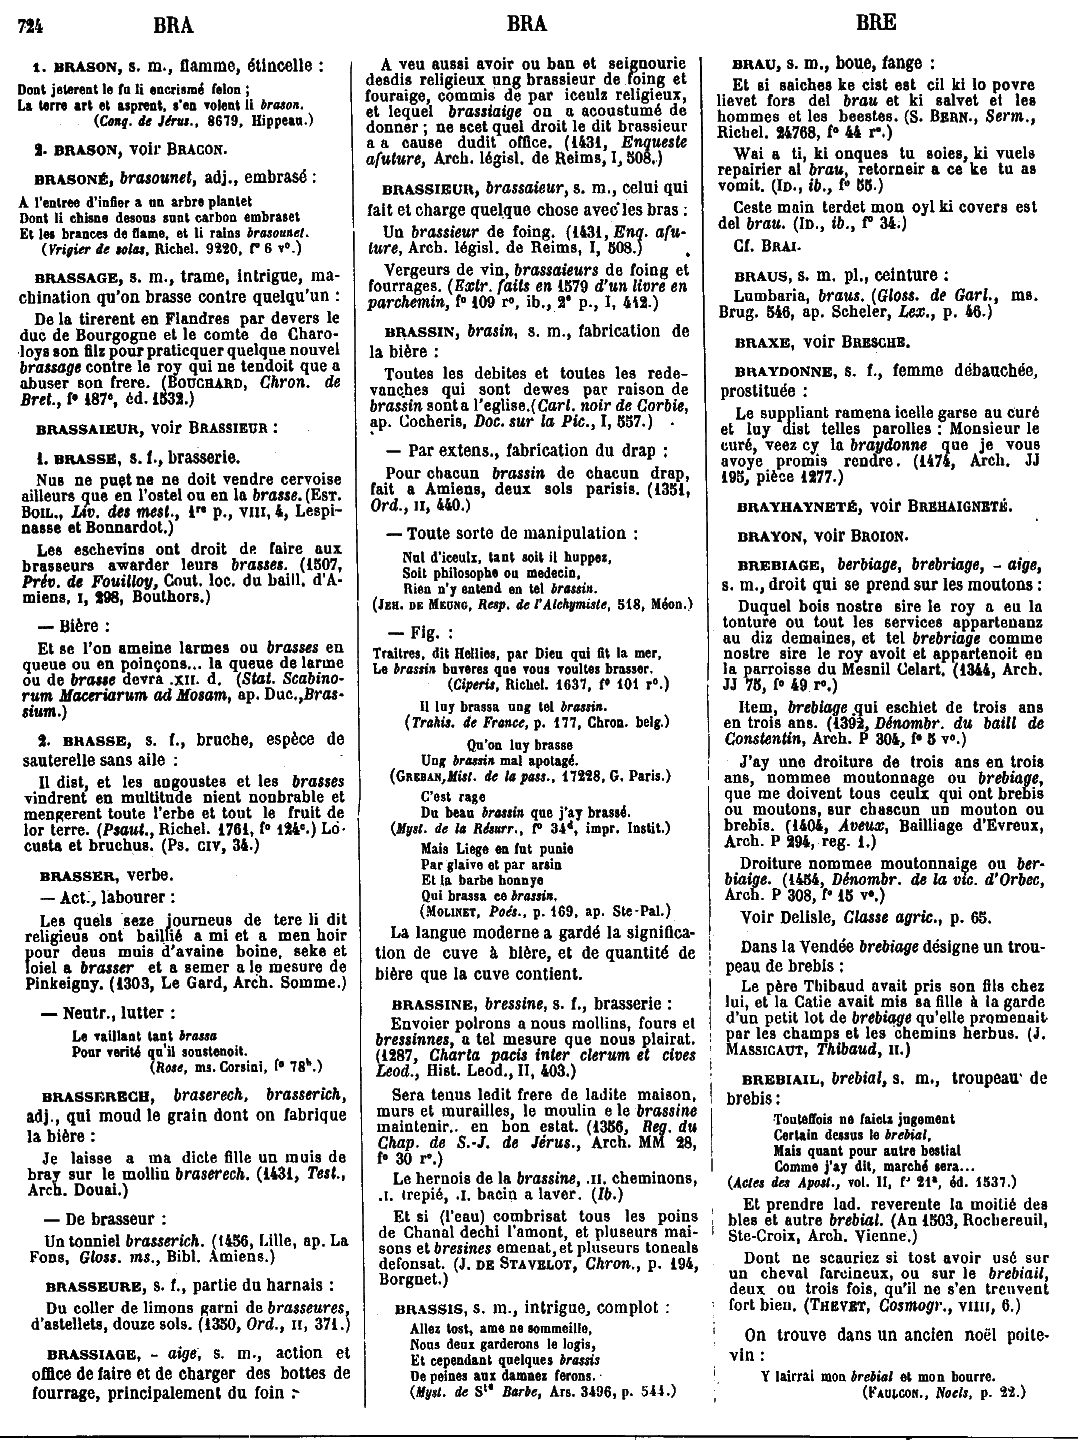 724 BRA BRA BRE
1. BRASON, s. m., flamme, étincelle :
Dont jeterent le fu li encrismé felon ;
La terre art et asprent, s'en volent li brason.
(Conq. de Jérus., 8679, Hippeau.)
2. BRASON, voir BRACON.
BRASONÉ, brasounet, adj., embrasé :
A l'entree d'infier a un arbre plantet
Dont li chisne desous sunt carbon embraset
Et les brances de flame, et li rains brasounet.
(Vrigier de solas, Richel. 9220, f° 6 v°.)
BRASSAGE, s. m., trame, intrigue, ma-
chination qu'on brasse contre quelqu'un :
De la tirerent en Flandres par devers le
duc de Bourgogne et le comte de Charo-
loys son filz pour praticquer quelque nouvel
brassage contre le roy qui ne tendoit que a
abuser son frere. (BOUCHARD, Chron. de
Bret., f° 187°, éd. 1532.)
BRASSAIEUR, voir BRASSIEUR :
1. BRASSE, s. f., brasserie.
Nus ne puet ne ne doit vendre cervoise
ailleurs que en l'ostel ou en la brasse. (EST.
BOIL., Liv. des mest., 1re p., VIII, 4, Lespi-
nasse et Bonnardot.)
Les eschevins ont droit de faire aux
brasseurs awarder leurs brasses. (1507,
Prév. de Fouilloy, Cout. loc. du baill. d'A-
miens, I, 298, Bouthors.)
— Bière :
Et se l'on ameine larmes ou brasses en
queue ou en poinçons... la queue de larme
ou de brasse devra .XII. d. (Stat. Scabino-
rum Maceriarum ad Mosam, ap. Duc., Bras-
sium.)
2. BRASSE, s. f., bruche, espèce de
sauterelle sans aile :
Il dist, et les angoustes et les brasses
vindrent en multitude nient nonbrable et
mengerent toute l'erbe et tout le fruit de
lor terre. (Psaut., Richel. 1761, f° 124°.) Lo-
custa et bruchus. (Ps. CIV, 34.)
BRASSER, verbe.
— Act., labourer :
Les quels seze journeus de tere li dit
religieus ont baillié a mi et a men hoir
pour deus muis d'avaine boine, seke et
loiel a brasser et a semer a le mesure de
Pinkeigny. (1303, Le Gard, Arch. Somme.)
— Neutr., lutter :
Le vaillant tant brassa
Pour verité qu'il soustenoit.
(Rose, ms. Corsini, f° 78b.)
BRASSERECH, braserech, brasserich,
adj., qui moud le grain dont on fabrique
la bière :
Je laisse a ma dicte fille un muis de
bray sur le mollin braserech. (1431, Test.,
Arch. Douai.)
— De brasseur :
Un tonniel brasserich. (1456, Lille, ap. La
FONS, Gloss. ms., Bibl. Amiens.)
BRASSEURE, s. f., partie du harnais :
Du coller de limons garni de brasseures,
d'astellets, douze sols. (1350, Ord., II, 371.)
BRASSIAGE, - aige, s. m., action et
office de faire et de charger des bottes de
fourrage, principalement du foin :
A veu aussi avoir ou ban et seignourie
desdis religieux ung brassieur de foing et
fouraige, commis de par iceulz religieux,
et lequel brassiaige on a acoustumé de
donner ; ne scet quel droit le dit brassieur
a a cause dudit office. (1431, Enqueste
afuture, Arch. législ. de Reims, I, 508.)
BRASSIEUR, brassaieur, s. m., celui qui
fait et charge quelque chose avec les bras :
Un brassieur de foing. (1431, Enq. afu-
ture, Arch. législ. de Reims, I, 508.)
Vergeurs de vin, brassaieurs de foing et
fourrages. (Extr. faits en 1579 d'un livre en
parchemin, f° 109 r°, ib., 2e p., I, 412.)
BRASSIN, brasin, s. m., fabrication de
la bière :
Toutes les debites et toutes les rede-
vanches qui sont dewes par raison de
brassin sont a l'eglise. (Carl. noir de Corbie,
ap. Cocheris, Doc. sur la Pic., I, 557.)
— Par extens., fabrication du drap :
Pour chacun brassin de chacun drap,
fait a Amiens, deux sols parisis. (1351,
Ord., II, 440.)
— Toute sorte de manipulation :
Nul d'iceulx, tant soit il huppez,
Soit philosophe ou medecin,
Rien n'y entend en tel brassin.
(JEH. DE MEUNG, Resp. de l'Alchymiste, 518, Méon.)
— Fig. :
Traitres, dit Hellies, par Dieu qui fit la mer,
Le brassin buveres que vous voultes brasser.
(Ciperis, Richel. 1637, f° 101 r°.)
Il luy brassa ung tel brassin.
(Trahis. de France, p. 177, Chron. belg.)
Qu'on luy brasse
Ung brassin mal apotagé.
(GREBAN, Mist. de la pass., 17228, G. Paris.)
C'est rage
Du beau brassin que j'ay brassé.
(Myst. de la Résurr., f° 34d, impr. Instit.)
Mais Liege en fut punie
Par glaive et par arsin
Et la barbe honnye
Qui brassa ce brassin.
(MOLINET, Poés., p. 169, ap. Ste-Pal.)
La langue moderne a gardé la significa-
tion de cuve à bière, et de quantité de
bière que la cuve contient.
BRASSINE, bressine, s. f., brasserie :
Envoier polrons a nous mollins, fours et
bressinnes, a tel mesure que nous plairat.
(1287, Charta pacis inter clerum et cives
Leod., Hist. Leod., II, 403.)
Sera tenus ledit frere de ladite maison,
murs et murailles, le moulin e le brassine
maintenir.. en bon estat. (1356, Reg. du
Chap. de S.-J. de Jérus., Arch. MM 28,
f° 30 r°.)
Le hernois de la brassine, .II. cheminons,
.I. trepié, .I. bacin a laver. (Ib.)
Et si (l'eau) combrisat tous les poins
de Chanal dechi l'amont, et pluseurs mai-
sons et bresines emenat, et pluseurs toneals
defonsat. (J. DE STAVELOT, Chron., p. 194,
Borgnet.)
BRASSIS, s. m., intrigue, complot :
Allez tost, ame ne sommeille,
Nous deux garderons le logis,
Et cependant quelques brassis
De peines aux damnez ferons.
(Myst. de Ste Barbe, Ars. 3496, p. 544.)
BRAU, s. m., boue, fange :
Et si saiches ke cist est cil ki lo povre
lievet fors del brau et ki salvet et les
hommes et les beestes. (S. BERN., Serm.,
Richel. 24768, f° 44 r°.)
Wai a ti, ki onques tu soies, ki vuels
repairier al brau, retorneir a ce ke tu as
vomit. (ID., ib., f° 55.)
Ceste main terdet mon oyl ki covers est
del brau. (ID., ib., f° 34.)
Cf. BRAI.
BRAUS, s. m. pl., ceinture :
Lumbaria, braus. (Gloss. de Garl., ms.
Brug. 546, ap. Scheler, Lex., p. 46.)
BRAXE, voir BRESCHE.
BRAYDONNE, s. f., femme débauchée,
prostituée :
Le suppliant ramena icelle garse au curé
et luy dist telles parolles : Monsieur le
curé, veez cy la braydonne que je vous
avoye promis rendre. (1474, Arch. JJ
195, pièce 1277.)
BRAYHAYNETÉ, voir BREHAIGNETÉ.
BRAYON, voir BROION.
BREBIAGE, berbiage, brebriage, - aige,
s. m., droit qui se prend sur les moutons :
Duquel bois nostre sire le roy a eu la
tonture ou tout les services appartenanz
au diz demaines, et tel brebriage comme
nostre sire le roy avoit et appartenoit en
la parroisse du Mesnil Celart. (1344, Arch.
JJ 75, f° 49 r°.)
Item, brebiage qui eschiet de trois ans
en trois ans. (1392, Dénombr. du baill de
Constentin, Arch. P 304, f° 5 v°.)
J'ay une droiture de trois ans en trois
ans, nommee moutonnage ou brebiage,
que me doivent tous ceulx qui ont brebis
ou moutons, sur chascun un mouton ou
brebis. (1404, Aveux, Bailliage d'Evreux,
Arch. P 294, reg. 1.)
Droiture nommee moutonnaige ou ber-
biaige. (1454, Dénombr. de la vic. d'Orbec,
Arch. P 308, f° 15 v°.)
Voir Delisle, Classe agric., p. 65.
Dans la Vendée brebiage désigne un trou-
peau de brebis :
Le père Thibaud avait pris son fils chez
lui, et la Catie avait mis sa fille à la garde
d'un petit lot de brebiage qu'elle promenait
par les champs et les chemins herbus. (J.
MASSICAUT, Thibaud, II.)
BREBIAIL, brebial, s. m., troupeau de
brebis :
Touteffois ne faictz jugement
Certain dessus le brebial,
Mais quant pour autre bestial
Comme j'ay dit, marché sera...
(Actes des Apost., vol. II, f° 21a, éd. 1537.)
Et prendre lad. reverente la moitié des
bles et autre brebial. (An 1503, Rochereuil,
Ste-Croix, Arch. Vienne.)
Dont ne scauriez si tost avoir usé sur
un cheval farcineux, ou sur le brebiail,
deux ou trois fois, qu'il ne s'en treuvent
fort bien. (THEVET, Cosmogr., VIIII, 6.)
On trouve dans un ancien noël poite-
vin :
Y lairrai mon brebial et mon bourre.
(FAULCON., Noels, p. 22.)